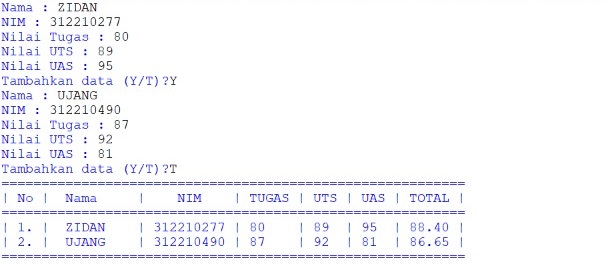 Nama : ZIDAN
NIM : 312210277
Nilai Tugas : 80
Nilai UTS : 89
Nilai UAS : 95
Tambahkan data (Y/T)?Y
Nama : UJANG
NIM : 312210490
Nilai Tugas : 87
Nilai UTS : 92
Nilai UAS : 81
Tambahkan data (Y/T)?T
==========================================================
| No |  Nama     |    NIM    | TUGAS | UTS | UAS | TOTAL |
==========================================================
| 1. |  ZIDAN    | 312210277 | 80    | 89  | 95  | 88.40 |
| 2. |  UJANG    | 312210490 | 87    | 92  | 81  | 86.65 |
==========================================================